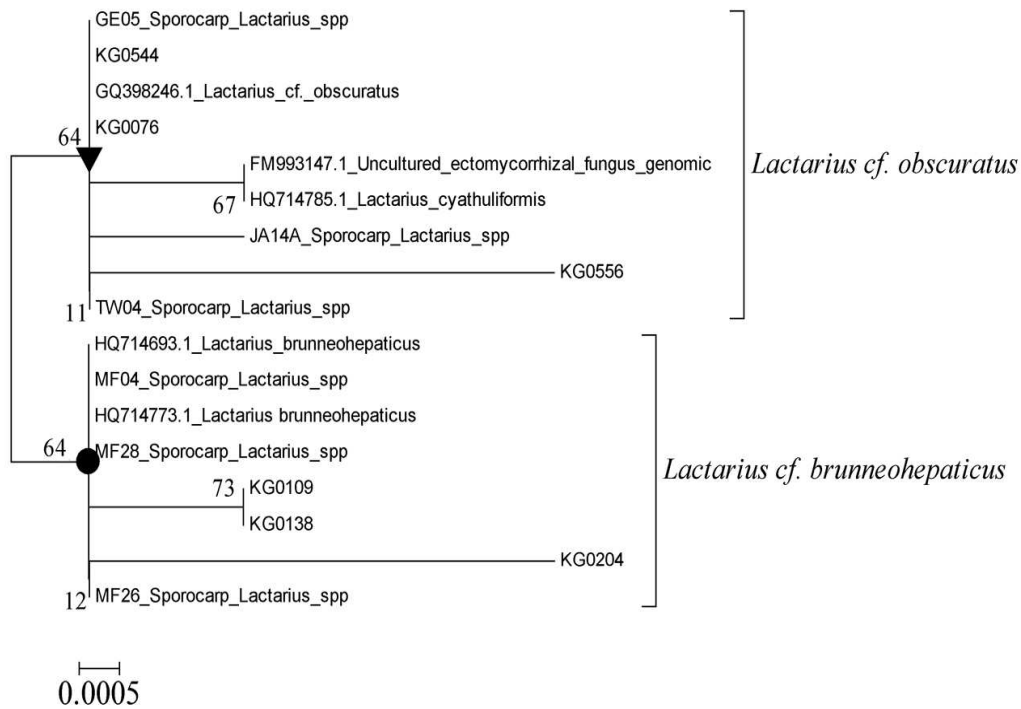 GE05_Sporocarp_Lactarius_spp
KG0544
GQ398246.1_Lactarius_cf._obscuratus
KG0076
64
FM993147.1_Uncultured_ectomycorrhizal_fungus_genomic
Lactarius cf. obscuratus
67
HQ714785.1_Lactarius_cyathuliformis
JA14A_Sporocarp_Lactarius_spp
KG0556
11
TW04_Sporocarp_Lactarius_spp
HQ714693.1_Lactarius_brunneohepaticus
MF04_Sporocarp_Lactarius_spp
HQ714773.1_Lactarius brunneohepaticus
64
MF28_Sporocarp_Lactarius_spp
Lactarius cf. brunneohepaticus
73
KG0109
KG0138
KG0204
12
MF26_Sporocarp_Lactarius_spp
0.0005